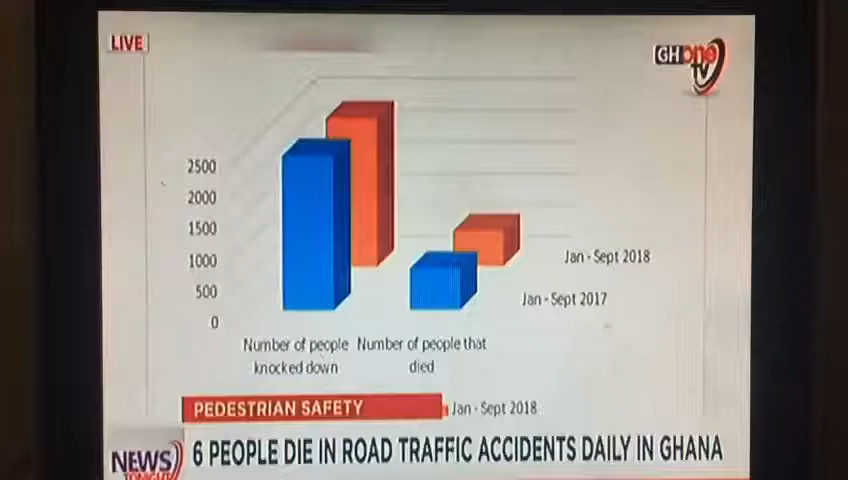 LIVE
GHone
TV
2500
2000
1500
1000
500
0
Jan - Sept 2018
Jan - Sept 2017
Number of people
knocked down
Number of people that
died
PEDESTRIAN SAFETY
Jan - Sept 2018
NEWS
TONIGHT
6 PEOPLE DIE IN ROAD TRAFFIC ACCIDENTS DAILY IN GHANA